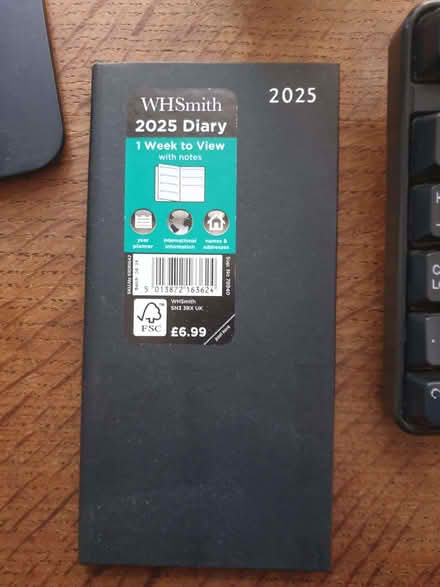 2025
WHSmith
2025 Diary
1 Week to View
with notes
year
planner
international
information
names &
addresses
5 013872 163624
WHSmith
SN3 3RX UK
FSC
£6.99